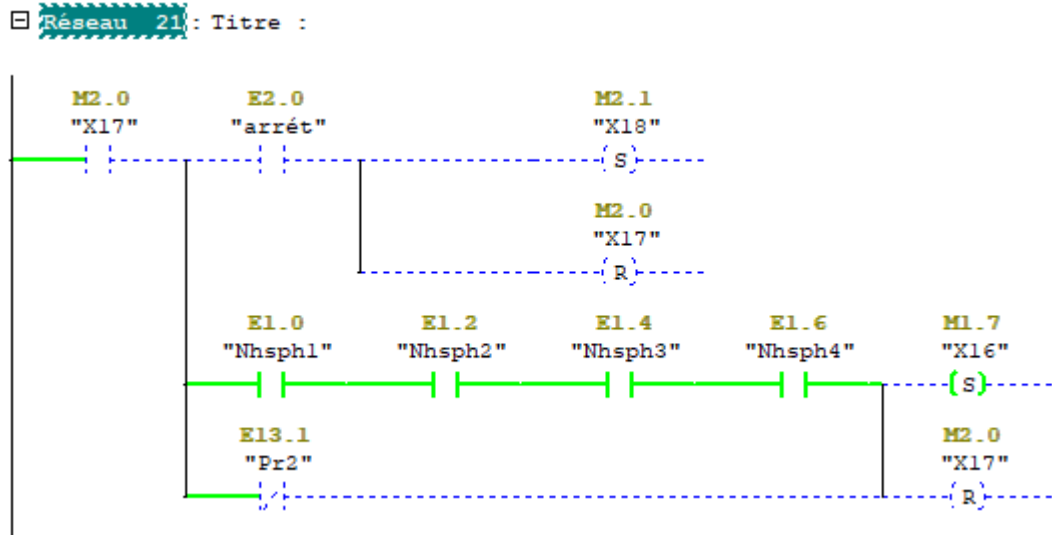 Réseau 21 : Titre :
M2.0 E2.0 M2.1
"X17" "arrét" "X18"
S
M2.0
"X17"
R
E1.0 E1.2 E1.4 E1.6 M1.7
"Nhsph1" "Nhsph2" "Nhsph3" "Nhsph4" "X16"
S
E13.1 M2.0
"Pr2" "X17"
R